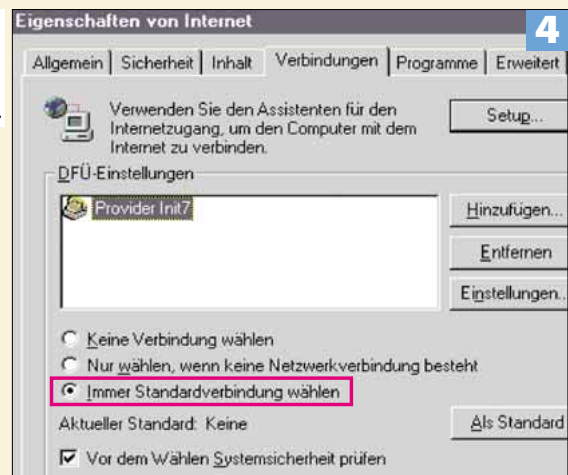 Eigenschaften von Internet
4
Allgemein Sicherheit Inhalt Verbindungen Programme Erweitert
Verwenden Sie den Assistenten für den
Internetzugang, um den Computer mit dem
Internet zu verbinden.
Setup...
DFÜ-Einstellungen
Provider Init7
Hinzufügen...
Entfernen
Einstellungen..
Keine Verbindung wählen
Nur wählen, wenn keine Netzwerkverbindung besteht
Immer Standardverbindung wählen
Aktueller Standard: Keine
Als Standard
Vor dem Wählen Systemsicherheit prüfen